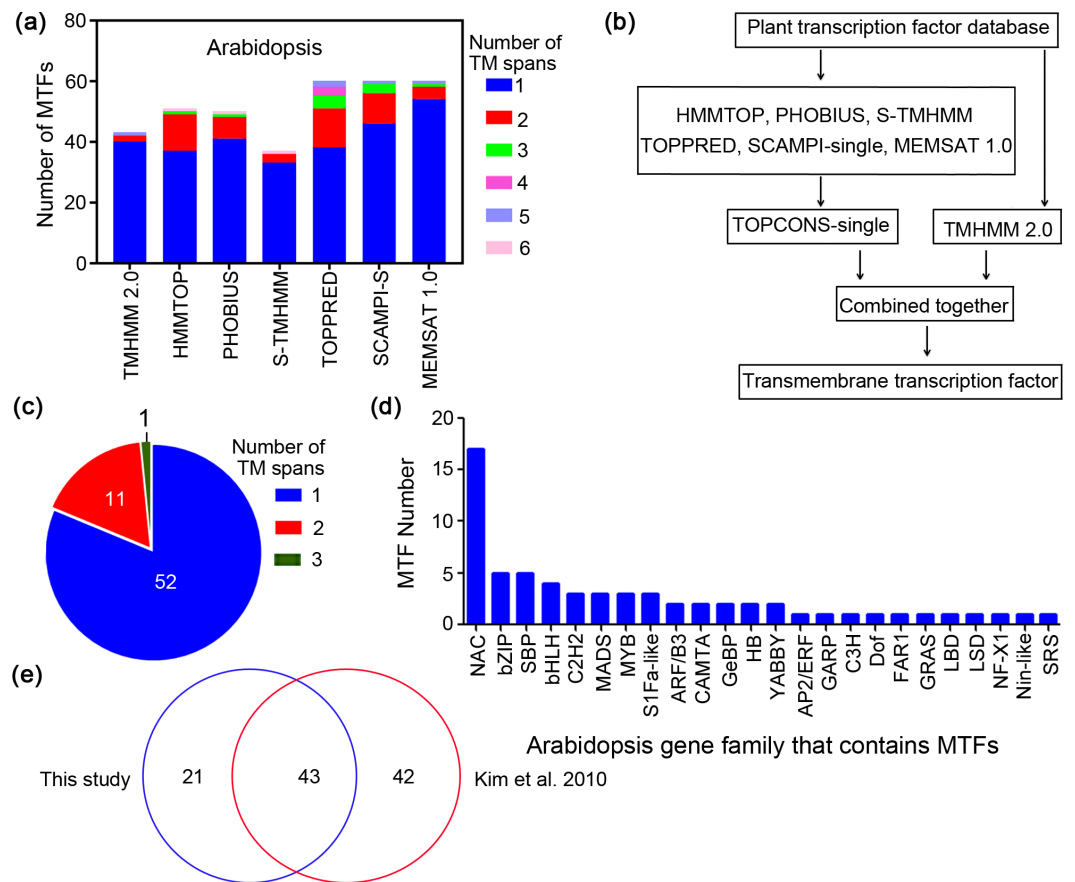 (a)
80
60
40
20
0
Number of MTFs
Arabidopsis
Number of
TM spans
1
2
3
4
5
6
TMHMM 2.0
HMMTOP
PHOBIUS
S-TMHMM
TOPPRED
SCAMPI-S
MEMSAT 1.0
(b)
Plant transcription factor database
HMMTOP, PHOBIUS, S-TMHMM
TOPPRED, SCAMPI-single, MEMSAT 1.0
TOPCONS-single
TMHMM 2.0
Combined together
Transmembrane transcription factor
(c)
1
11
52
Number of
TM spans
1
2
3
(d)
20
15
10
5
0
MTF Number
NAC
bZIP
SBP
bHLH
C2H2
MADS
MYB
S1Fa-like
ARF/B3
CAMTA
GeBP
HB
YABBY
AP2/ERF
GARP
C3H
Dof
FAR1
GRAS
LBD
LSD
NF-X1
Nin-like
SRS
Arabidopsis gene family that contains MTFs
(e)
This study
21
43
42
Kim et al. 2010